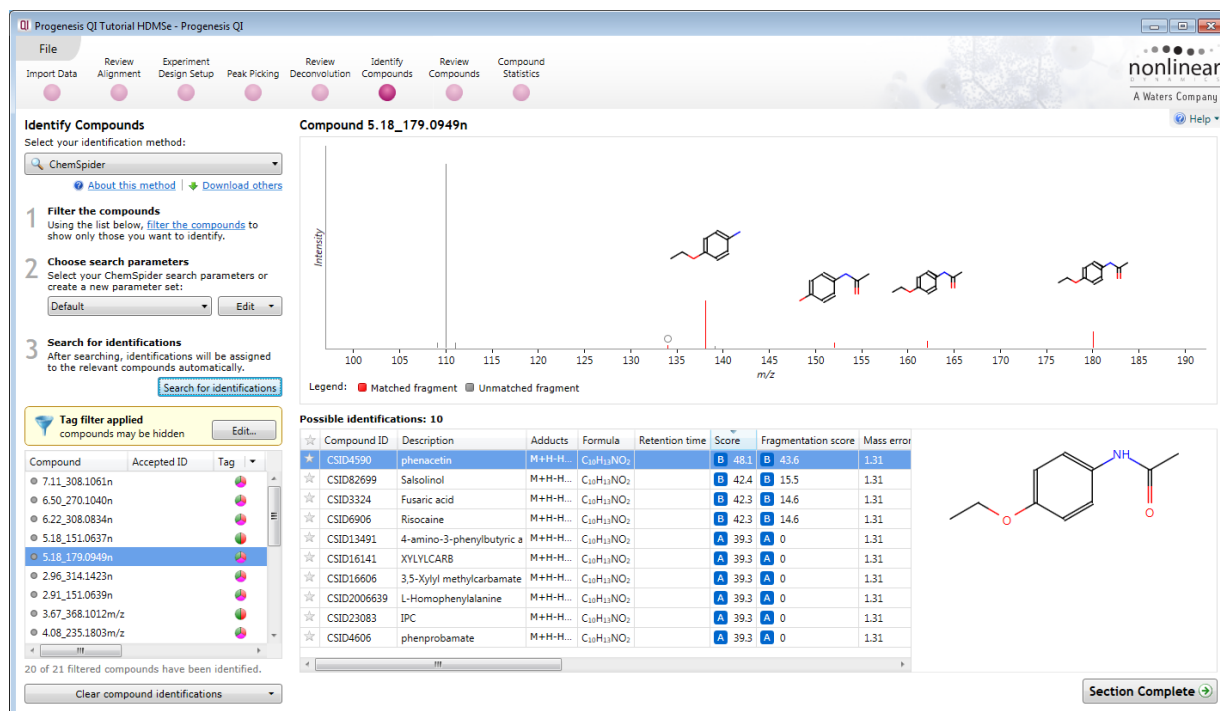 Progenesis QI Tutorial HDMSe - Progenesis QI
File
Import Data
Review Alignment
Experiment Design Setup
Peak Picking
Review Deconvolution
Identify Compounds
Review Compounds
Compound Statistics
nonlinear
DYNAMICS
A Waters Company
Help
Identify Compounds
Select your identification method:
ChemSpider
About this method | Download others
1 Filter the compounds
Using the list below, filter the compounds to
show only those you want to identify.
2 Choose search parameters
Select your ChemSpider search parameters or
create a new parameter set:
Default Edit
3 Search for identifications
After searching, identifications will be assigned
to the relevant compounds automatically.
Search for identifications
Tag filter applied
compounds may be hidden
Edit...
Compound Accepted ID Tag
7.11_308.1061n
6.50_270.1040n
6.22_308.0834n
5.18_151.0637n
5.18_179.0949n
2.96_314.1423n
2.91_151.0639n
3.67_368.1012m/z
4.08_235.1803m/z
20 of 21 filtered compounds have been identified.
Clear compound identifications
Compound 5.18_179.0949n
Intensity
100 105 110 115 120 125 130 135 140 145 150 155 160 165 170 175 180 185 190
m/z
Legend: Matched fragment Unmatched fragment
Possible identifications: 10
Compound ID Description Adducts Formula Retention time Score Fragmentation score Mass error
CSID4590 phenacetin M+H-H... C₁₀H₁₃NO₂ B 48.1 B 43.6 1.31
CSID82699 Salsolinol M+H-H... C₁₀H₁₃NO₂ B 42.4 B 15.5 1.31
CSID3324 Fusaric acid M+H-H... C₁₀H₁₃NO₂ B 42.3 B 14.6 1.31
CSID6906 Risocaine M+H-H... C₁₀H₁₃NO₂ B 42.3 B 14.6 1.31
CSID13491 4-amino-3-phenylbutyric a M+H-H... C₁₀H₁₃NO₂ A 39.3 A 0 1.31
CSID16141 XYLYLCARB M+H-H... C₁₀H₁₃NO₂ A 39.3 A 0 1.31
CSID16606 3,5-Xylyl methylcarbamate M+H-H... C₁₀H₁₃NO₂ A 39.3 A 0 1.31
CSID2006639 L-Homophenylalanine M+H-H... C₁₀H₁₃NO₂ A 39.3 A 0 1.31
CSID23083 IPC M+H-H... C₁₀H₁₃NO₂ A 39.3 A 0 1.31
CSID4606 phenprobamate M+H-H... C₁₀H₁₃NO₂ A 39.3 A 0 1.31
NH
O
O
Section Complete